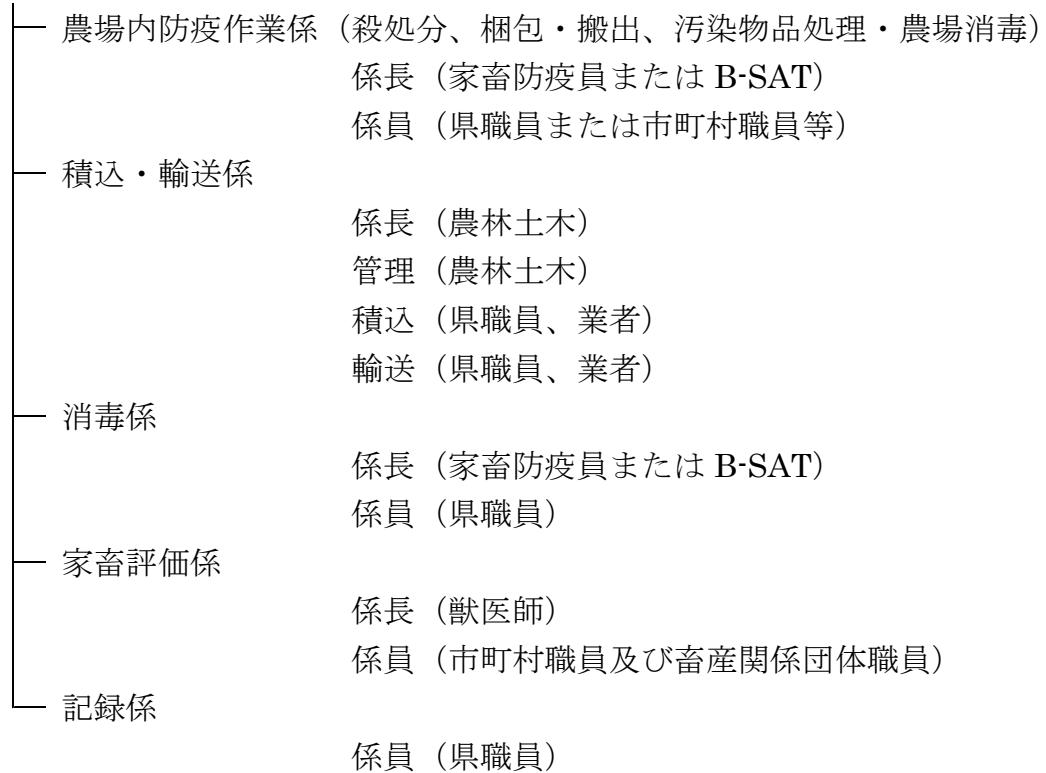 農場内防疫作業係（殺処分、梱包・搬出、汚染物品処理・農場消毒）
係長（家畜防疫員または B-SAT）
係員（県職員または市町村職員等）
積込・輸送係
係長（農林土木）
管理（農林土木）
積込（県職員、業者）
輸送（県職員、業者）
消毒係
係長（家畜防疫員または B-SAT）
係員（県職員）
家畜評価係
係長（獣医師）
係員（市町村職員及び畜産関係団体職員）
記録係
係員（県職員）